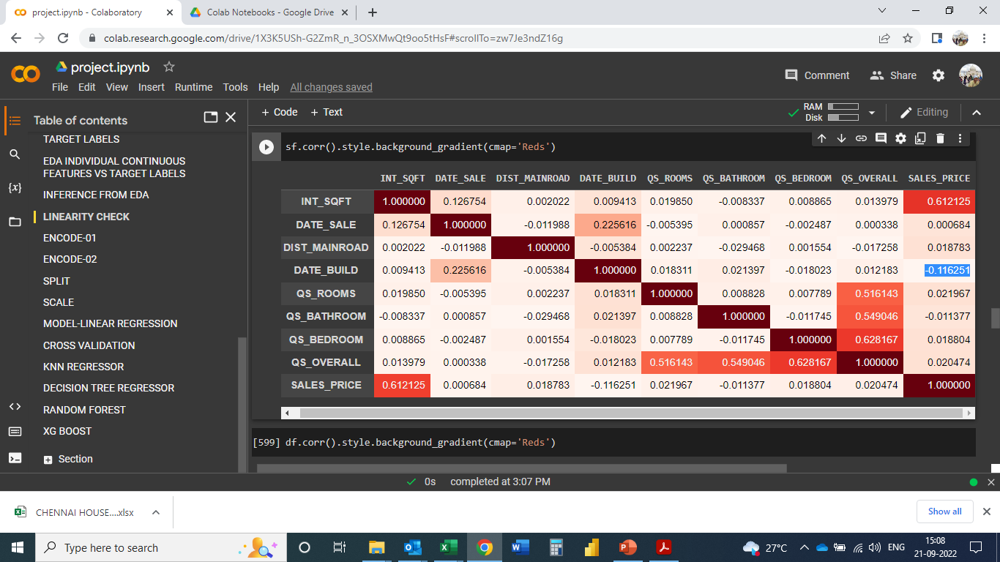 project.ipynb - Colaboratory
Colab Notebooks - Google Drive
colab.research.google.com/drive/1X3K5USh-G2ZmR_n_3OSXMwQt9oo5tHsF#scrollTo=zw7Je3ndZ16g
project.ipynb
File Edit View Insert Runtime Tools Help All changes saved
Comment Share
Table of contents
+ Code + Text
RAM
Disk
Editing
TARGET LABELS
EDA INDIVIDUAL CONTINUOUS
FEATURES VS TARGET LABELS
INFERENCE FROM EDA
LINEARITY CHECK
ENCODE-01
ENCODE-02
SPLIT
SCALE
MODEL-LINEAR REGRESSION
CROSS VALIDATION
KNN REGRESSOR
DECISION TREE REGRESSOR
RANDOM FOREST
XG BOOST
Section
{x}
sf.corr().style.background_gradient(cmap='Reds')
INT_SQFT DATE_SALE DIST_MAINROAD DATE_BUILD QS_ROOMS QS_BATHROOM QS_BEDROOM QS_OVERALL SALES_PRICE
INT_SQFT 1.000000 0.126754 0.002022 0.009413 0.019850 -0.008337 0.008865 0.013979 0.612125
DATE_SALE 0.126754 1.000000 -0.011988 0.225616 -0.005395 0.000857 -0.002487 0.000338 0.000684
DIST_MAINROAD 0.002022 -0.011988 1.000000 -0.005384 0.002237 -0.029468 0.001554 -0.017258 0.018783
DATE_BUILD 0.009413 0.225616 -0.005384 1.000000 0.018311 0.021397 -0.018023 0.012183 -0.116251
QS_ROOMS 0.019850 -0.005395 0.002237 0.018311 1.000000 0.008828 0.007789 0.516143 0.021967
QS_BATHROOM -0.008337 0.000857 -0.029468 0.021397 0.008828 1.000000 -0.011745 0.549046 -0.011377
QS_BEDROOM 0.008865 -0.002487 0.001554 -0.018023 0.007789 -0.011745 1.000000 0.628167 0.018804
QS_OVERALL 0.013979 0.000338 -0.017258 0.012183 0.516143 0.549046 0.628167 1.000000 0.020474
SALES_PRICE 0.612125 0.000684 0.018783 -0.116251 0.021967 -0.011377 0.018804 0.020474 1.000000
[599] df.corr().style.background_gradient(cmap='Reds')
0s completed at 3:07 PM
CHENNAI HOUSE....xlsx
Show all
Type here to search
27°C
ENG
15:08
21-09-2022